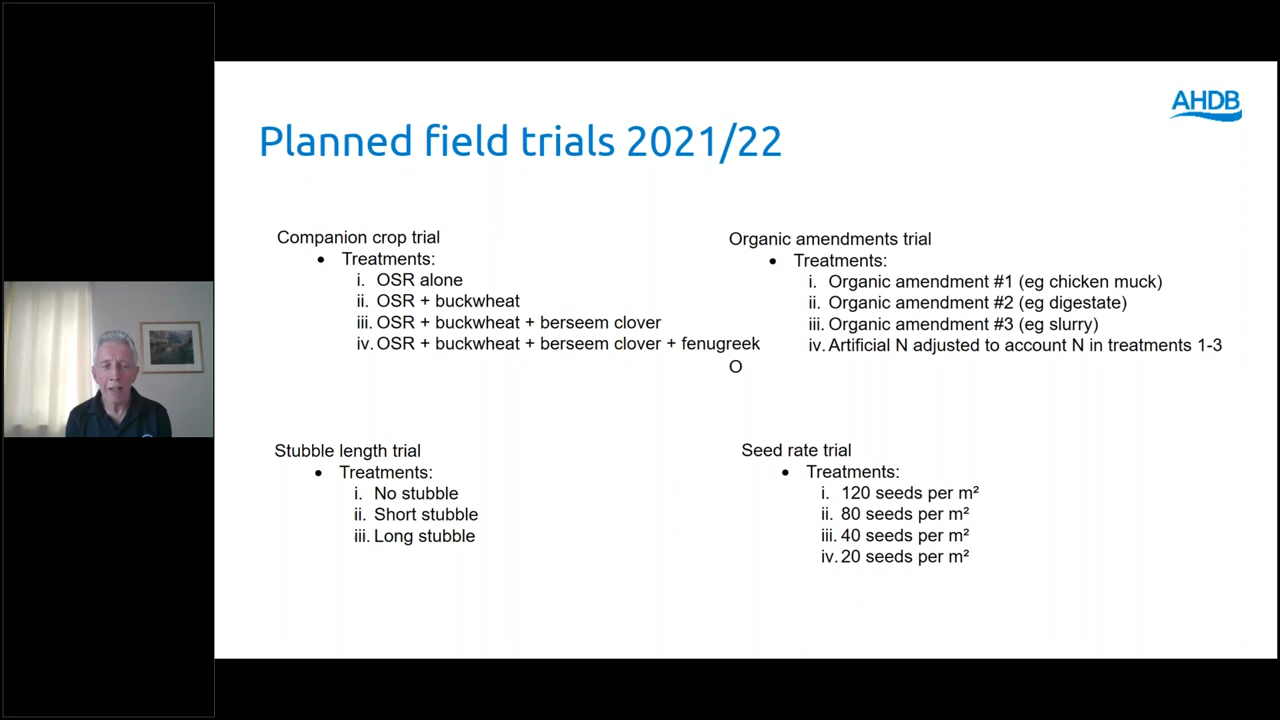 AHDB
Planned field trials 2021/22
Companion crop trial
• Treatments:
i. OSR alone
ii. OSR + buckwheat
iii. OSR + buckwheat + berseem clover
iv. OSR + buckwheat + berseem clover + fenugreek
Organic amendments trial
• Treatments:
i. Organic amendment #1 (eg chicken muck)
ii. Organic amendment #2 (eg digestate)
iii. Organic amendment #3 (eg slurry)
iv. Artificial N adjusted to account N in treatments 1-3
O
Stubble length trial
• Treatments:
i. No stubble
ii. Short stubble
iii. Long stubble
Seed rate trial
• Treatments:
i. 120 seeds per m²
ii. 80 seeds per m²
iii. 40 seeds per m²
iv. 20 seeds per m²